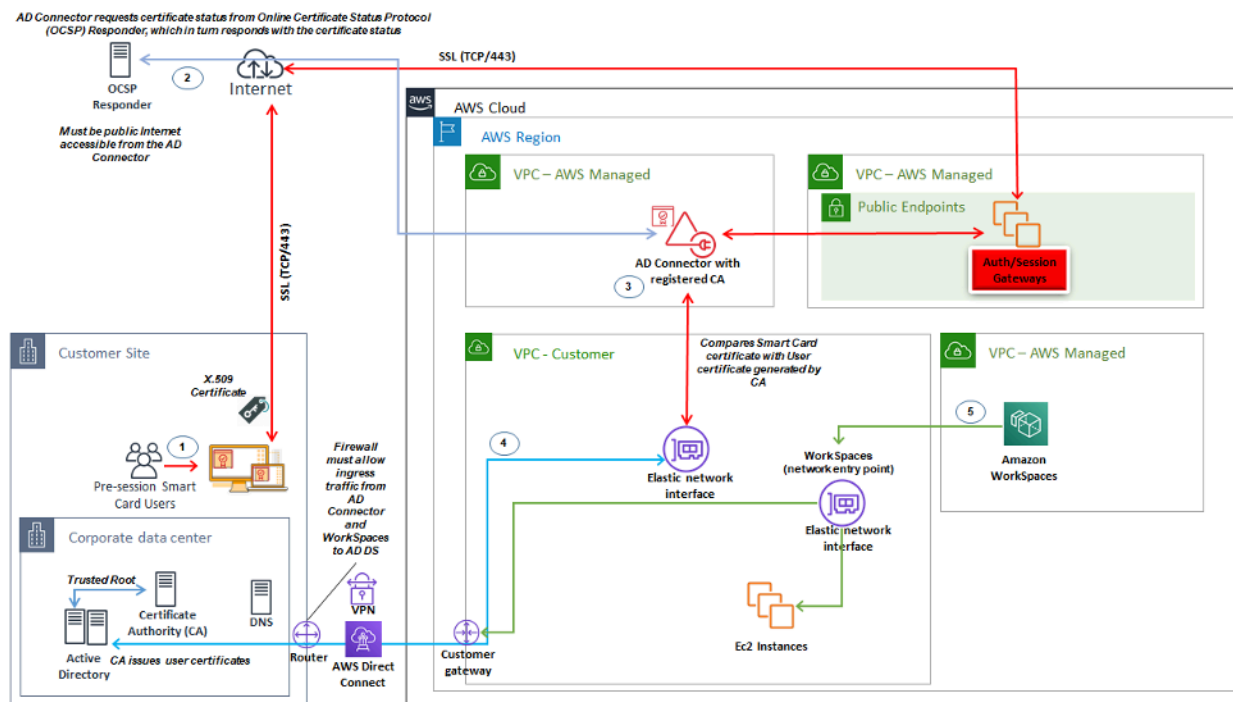 AD Connector requests certificate status from Online Certificate Status Protocol
(OCSP) Responder, which in turn responds with the certificate status
SSL (TCP/443)
2
OCSP
Responder
Internet
Must be public Internet
accessible from the AD
Connector
aws
AWS Cloud
AWS Region
VPC – AWS Managed
VPC – AWS Managed
Public Endpoints
AD Connector with
registered CA
3
Auth/Session
Gateways
SSL (TCP/443)
Customer Site
X.509
Certificate
1
Pre-session Smart
Card Users
Firewall
must allow
ingress
traffic from
AD
Connector
and
WorkSpaces
to AD DS
VPC - Customer
Compares Smart Card
certificate with User
certificate generated by
CA
VPC – AWS Managed
4
5
Elastic network
interface
WorkSpaces
(network entry point)
Amazon
WorkSpaces
Elastic network
interface
Corporate data center
Trusted Root
Certificate
Authority (CA)
DNS
VPN
Active
Directory
CA issues user certificates
Router
AWS Direct
Connect
Customer
gateway
Ec2 Instances